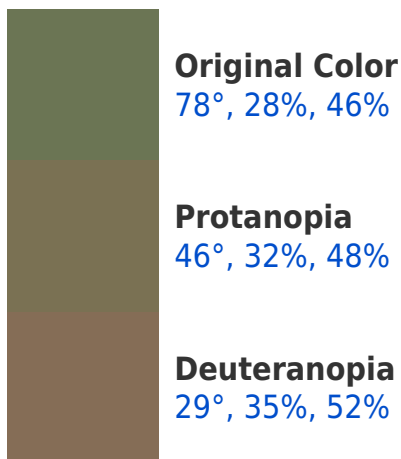 Original Color
78°, 28%, 46%
Protanopia
46°, 32%, 48%
Deuteranopia
29°, 35%, 52%